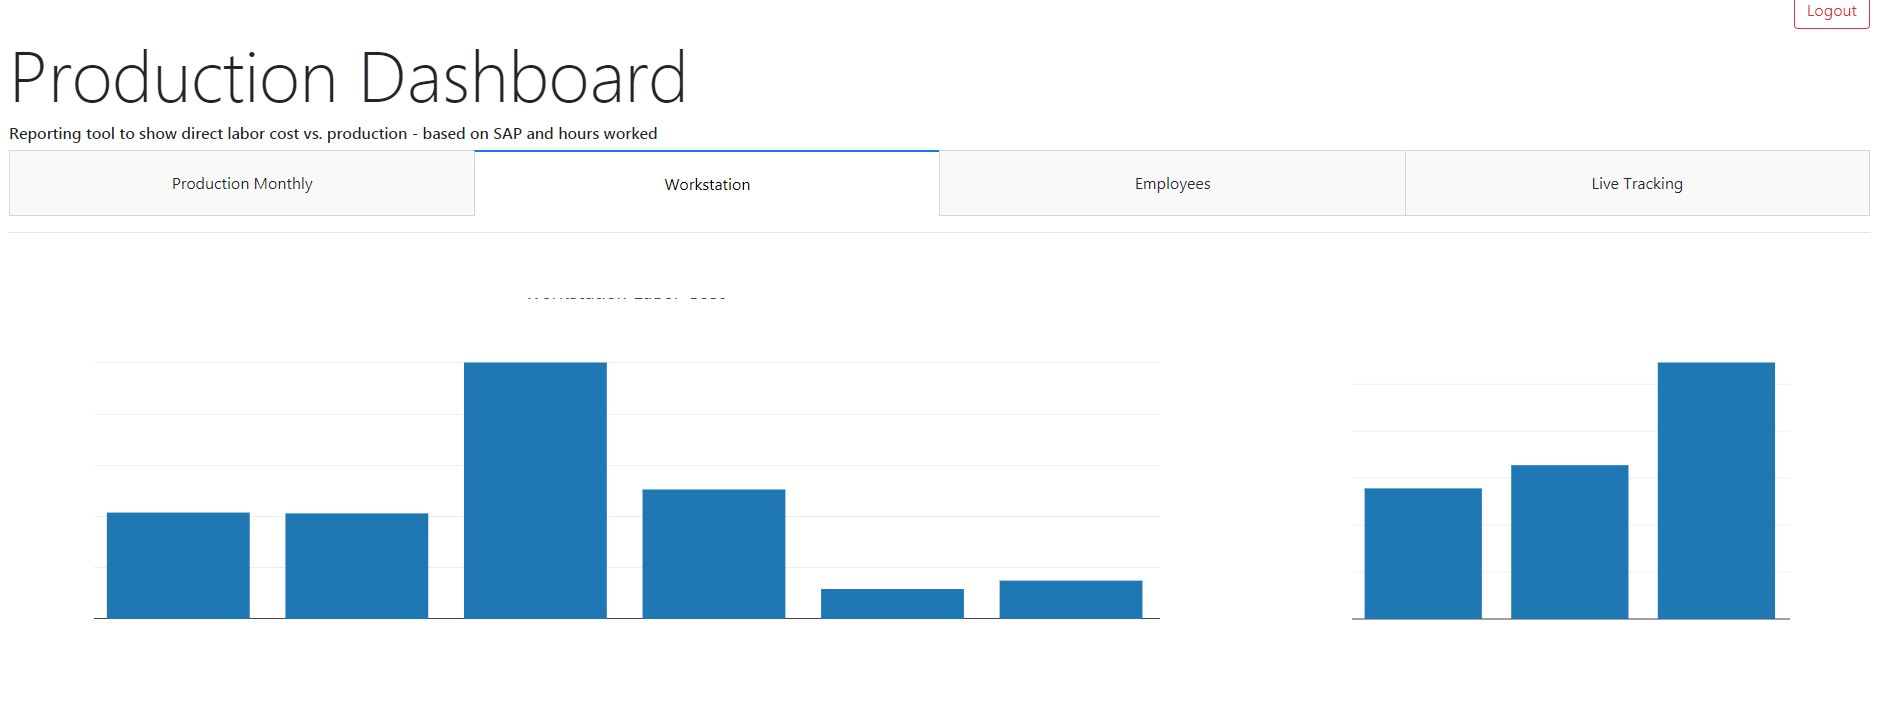 Logout
Production Dashboard
Reporting tool to show direct labor cost vs. production - based on SAP and hours worked
Production Monthly
Workstation
Employees
Live Tracking